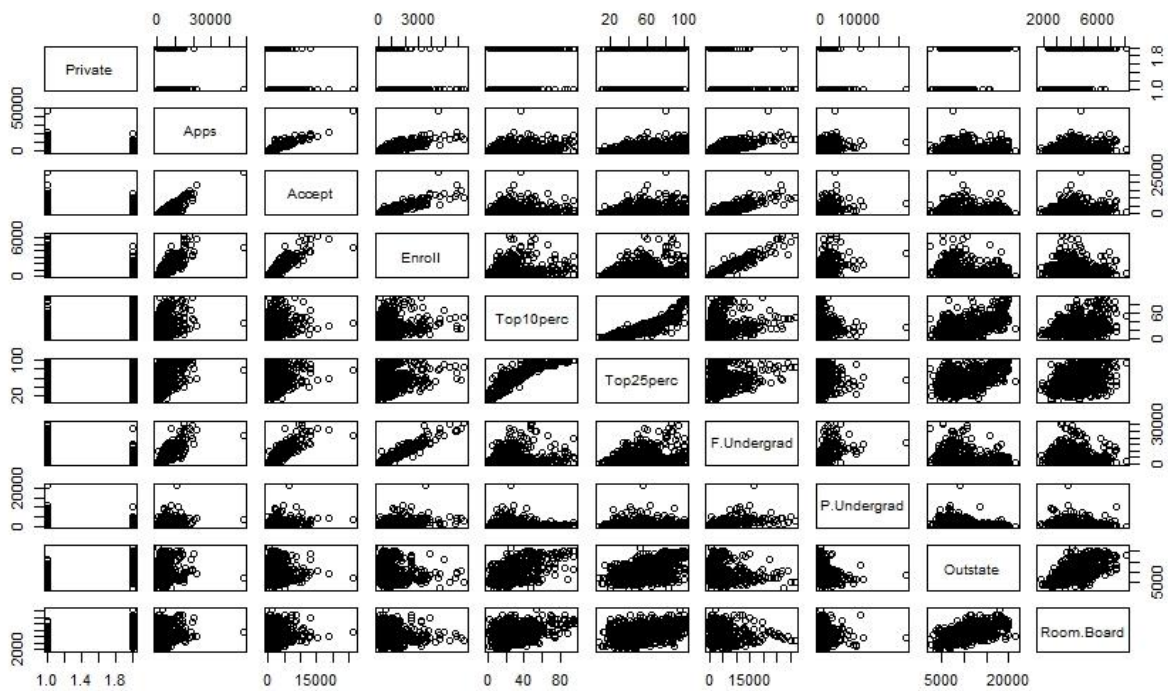 0 30000 0 3000 20 60 100 0 10000 2000 6000
Private 1.0 1.8
0 50000 Apps
Accept 0 25000
0 6000 Enroll
Top10perc 0 60
20 100 Top25perc
F.Undergrad 0 30000
0 20000 P.Undergrad
Outstate 5000
2000 Room.Board
1.0 1.4 1.8 0 15000 0 40 80 0 15000 5000 20000